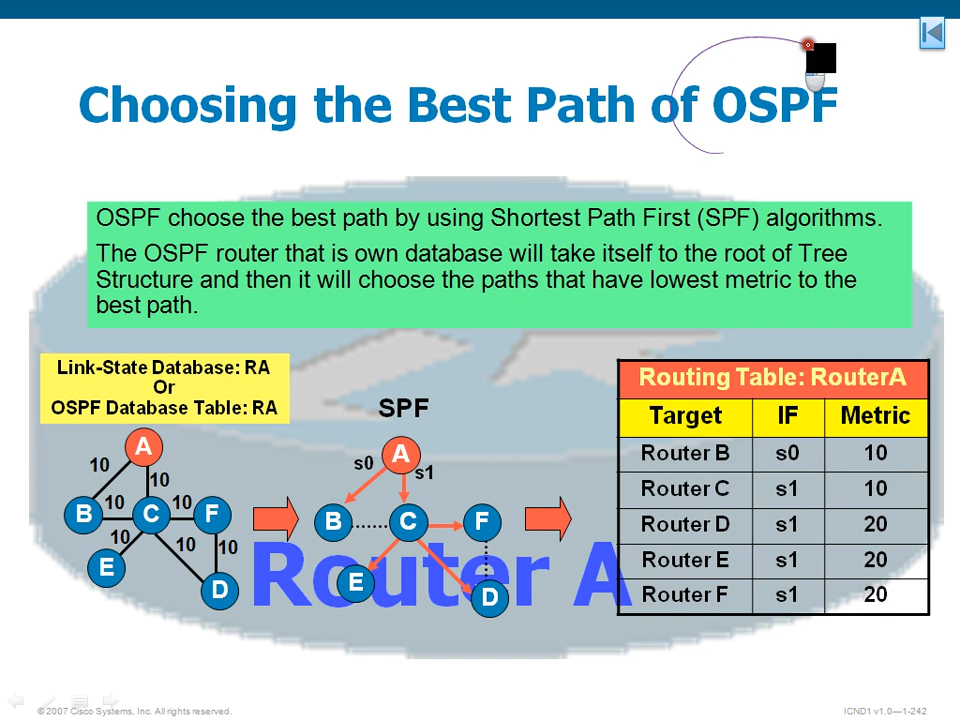 Choosing the Best Path of OSPF
OSPF choose the best path by using Shortest Path First (SPF) algorithms.
The OSPF router that is own database will take itself to the root of Tree
Structure and then it will choose the paths that have lowest metric to the
best path.
Link-State Database: RA
Or
OSPF Database Table: RA
A
10
10
B
10
C
10
F
10
10
10
E
D
SPF
A
s0
s1
B
C
F
E
D
Router A
Routing Table: RouterA
Target IF Metric
Router B s0 10
Router C s1 10
Router D s1 20
Router E s1 20
Router F s1 20
© 2007 Cisco Systems, Inc. All rights reserved.
ICND1 v1.0—1-242